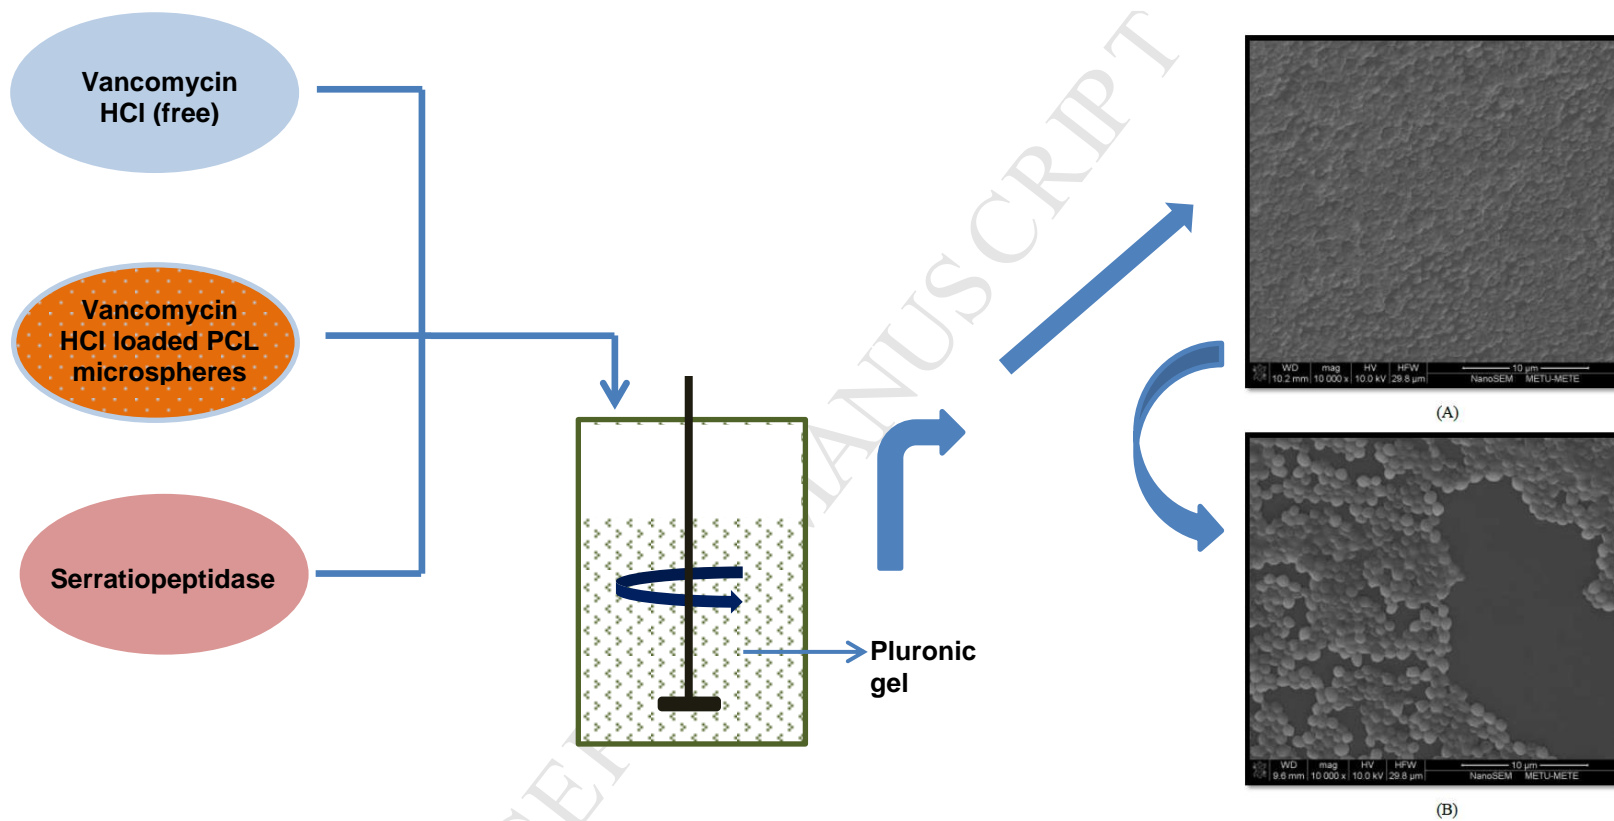 Vancomycin
HCl (free)
Vancomycin
HCl loaded PCL
microspheres
Serratiopeptidase
Pluronic
gel
MANUSCRIPT
WD mag HV HFW 10 µm
10.2 mm 10 000 x 10.0 kV 29.8 µm NanoSEM METU-METE
(A)
WD mag HV HFW 10 µm
9.6 mm 10 000 x 10.0 kV 29.8 µm NanoSEM METU-METE
(B)